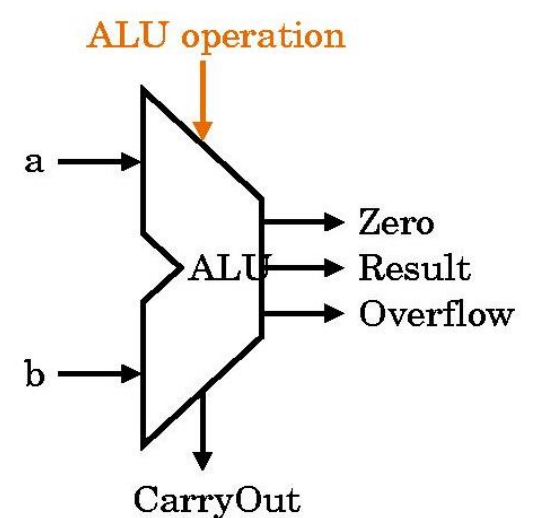 ALU operation
a
Zero
ALU
Result
Overflow
b
CarryOut